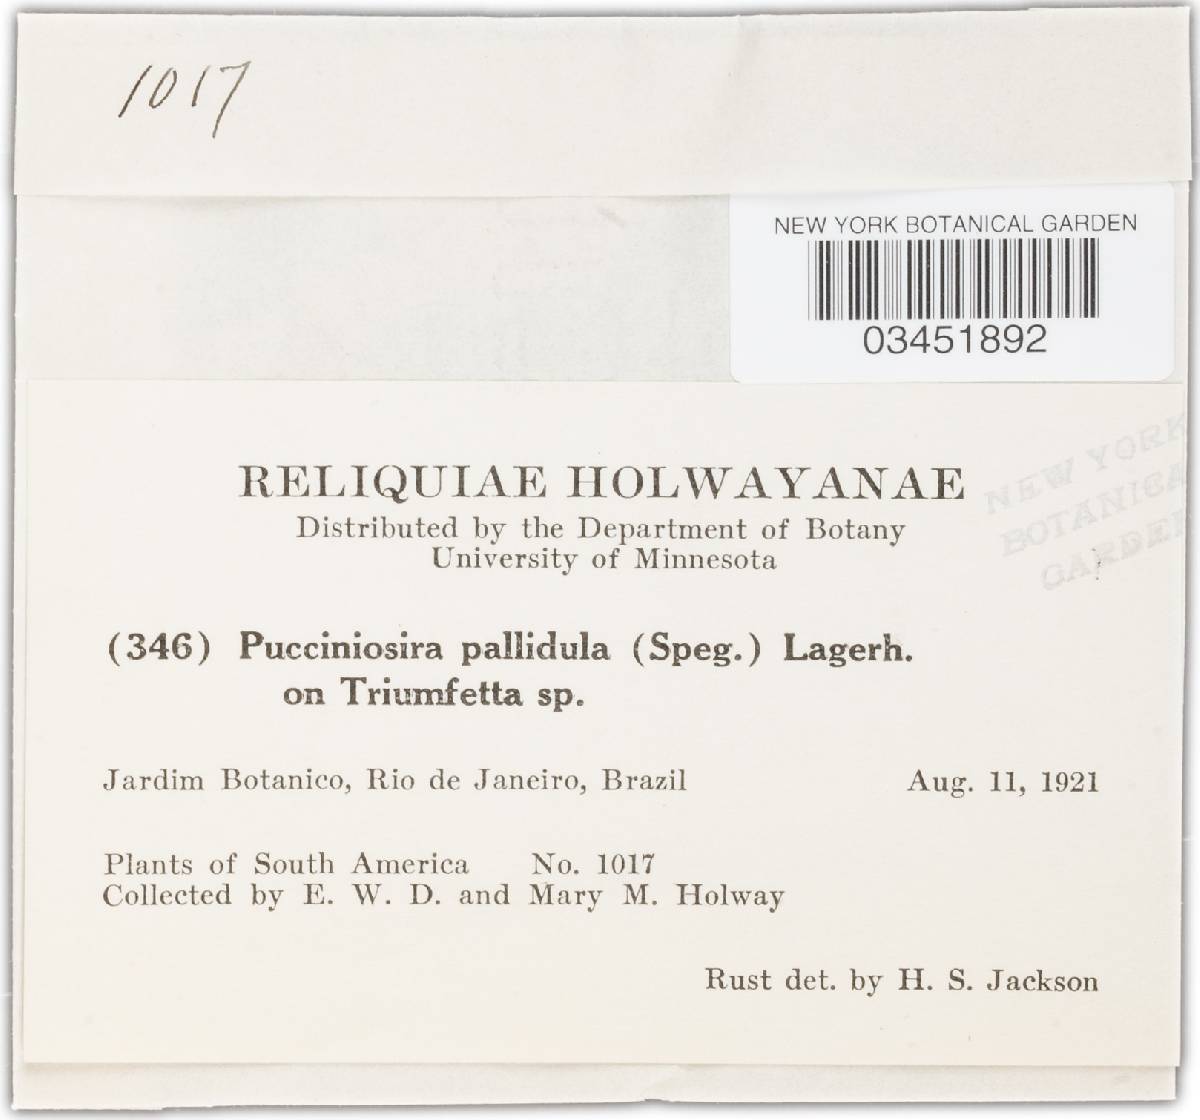 1017
NEW YORK BOTANICAL GARDEN
03451892
NEW YORK
BOTANICA
GARDE
RELIQUIAE HOLWAYANAE
Distributed by the Department of Botany
University of Minnesota
(346) Pucciniosira pallidula (Speg.) Lagerh.
on Triumfetta sp.
Jardim Botanico, Rio de Janeiro, Brazil Aug. 11, 1921
Plants of South America No. 1017
Collected by E. W. D. and Mary M. Holway
Rust det. by H. S. Jackson